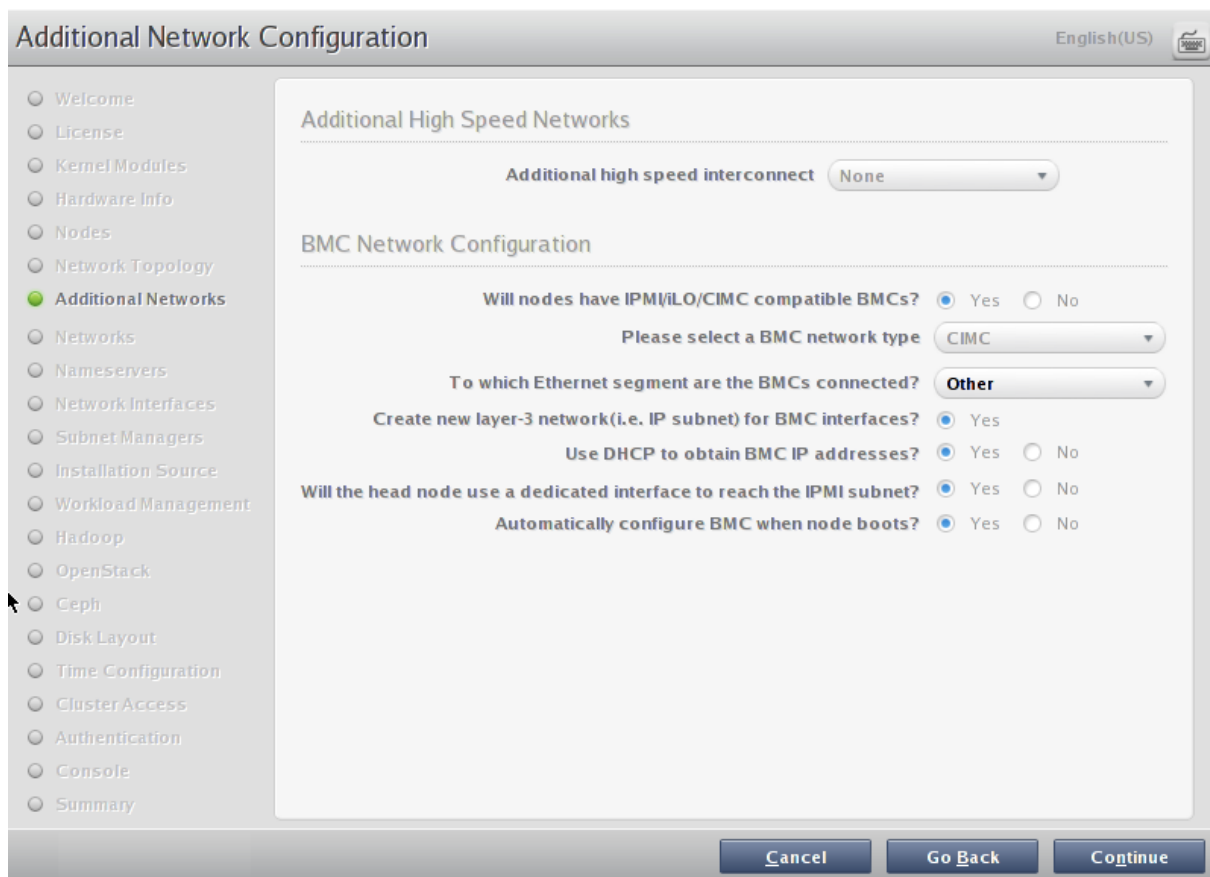 Additional Network Configuration
English(US)
Welcome
License
Kernel Modules
Hardware Info
Nodes
Network Topology
Additional Networks
Networks
Nameservers
Network Interfaces
Subnet Managers
Installation Source
Workload Management
Hadoop
OpenStack
Ceph
Disk Layout
Time Configuration
Cluster Access
Authentication
Console
Summary
Additional High Speed Networks
Additional high speed interconnect None
BMC Network Configuration
Will nodes have IPMI/iLO/CIMC compatible BMCs? Yes No
Please select a BMC network type CIMC
To which Ethernet segment are the BMCs connected? Other
Create new layer-3 network(i.e. IP subnet) for BMC interfaces? Yes
Use DHCP to obtain BMC IP addresses? Yes No
Will the head node use a dedicated interface to reach the IPMI subnet? Yes No
Automatically configure BMC when node boots? Yes No
Cancel Go Back Continue